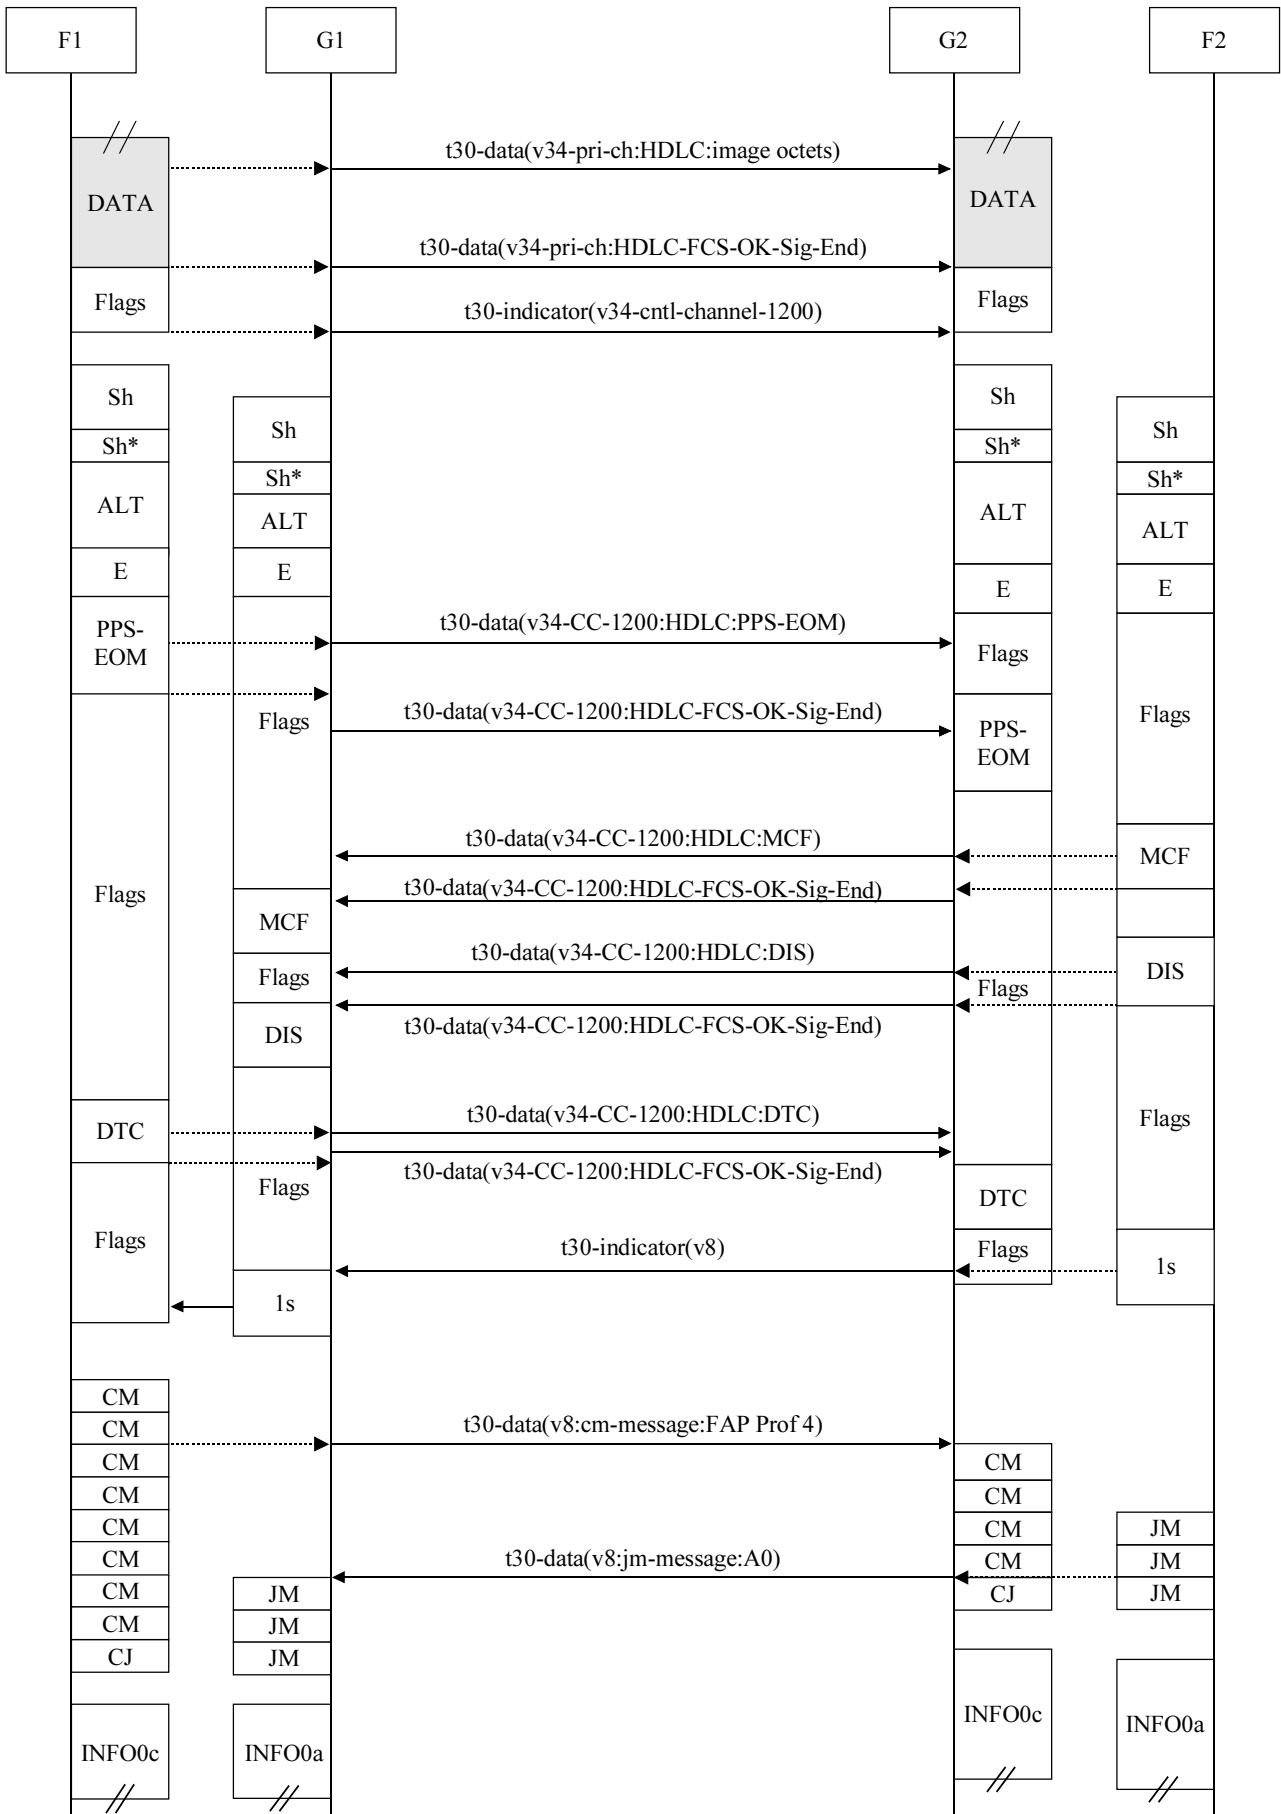 F1
G1
G2
F2
t30-data(v34-pri-ch:HDLC:image octets)
DATA
DATA
t30-data(v34-pri-ch:HDLC-FCS-OK-Sig-End)
Flags
Flags
t30-indicator(v34-cntl-channel-1200)
Sh
Sh
Sh
Sh
Sh*
Sh*
Sh*
Sh*
ALT
ALT
ALT
ALT
E
E
E
E
t30-data(v34-CC-1200:HDLC:PPS-EOM)
PPS-
EOM
Flags
t30-data(v34-CC-1200:HDLC-FCS-OK-Sig-End)
Flags
Flags
PPS-
EOM
t30-data(v34-CC-1200:HDLC:MCF)
MCF
t30-data(v34-CC-1200:HDLC-FCS-OK-Sig-End)
Flags
MCF
t30-data(v34-CC-1200:HDLC:DIS)
Flags
DIS
Flags
t30-data(v34-CC-1200:HDLC-FCS-OK-Sig-End)
DIS
t30-data(v34-CC-1200:HDLC:DTC)
DTC
Flags
t30-data(v34-CC-1200:HDLC-FCS-OK-Sig-End)
Flags
DTC
Flags
t30-indicator(v8)
Flags
1s
1s
CM
CM
t30-data(v8:cm-message:FAP Prof 4)
CM
CM
CM
CM
CM
CM
JM
CM
t30-data(v8:jm-message:A0)
CM
JM
CM
JM
CJ
JM
CM
JM
CJ
JM
INFO0c
INFO0a
INFO0c
INFO0a